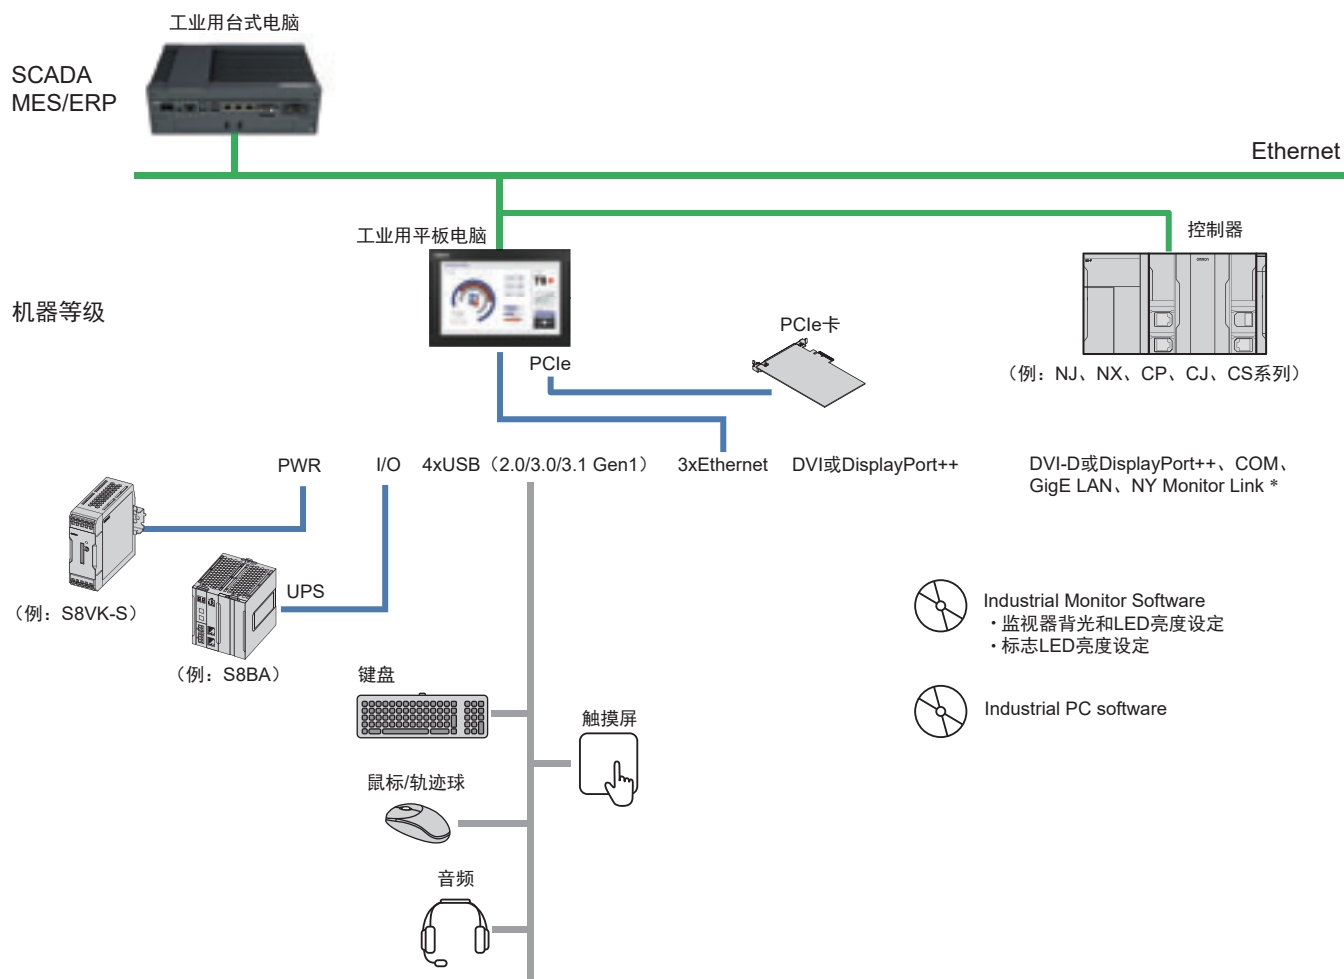 工业用台式电脑
SCADA
MES/ERP
Ethernet
工业用平板电脑
控制器
机器等级
PCIe卡
PCIe
（例：NJ、NX、CP、CJ、CS系列）
PWR
I/O
4xUSB（2.0/3.0/3.1 Gen1）
3xEthernet
DVI或DisplayPort++
DVI-D或DisplayPort++、COM、
GigE LAN、NY Monitor Link *
UPS
（例：S8VK-S）
（例：S8BA）
Industrial Monitor Software
・监视器背光和LED亮度设定
・标志LED亮度设定
键盘
Industrial PC software
触摸屏
鼠标/轨迹球
音频